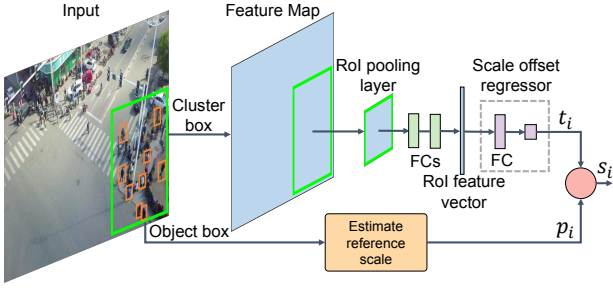 Input
Feature Map
Cluster
box
RoI pooling
layer
Scale offset
regressor
FCs
FC
RoI feature
vector
t_i
s_i
p_i
Object box
Estimate
reference
scale